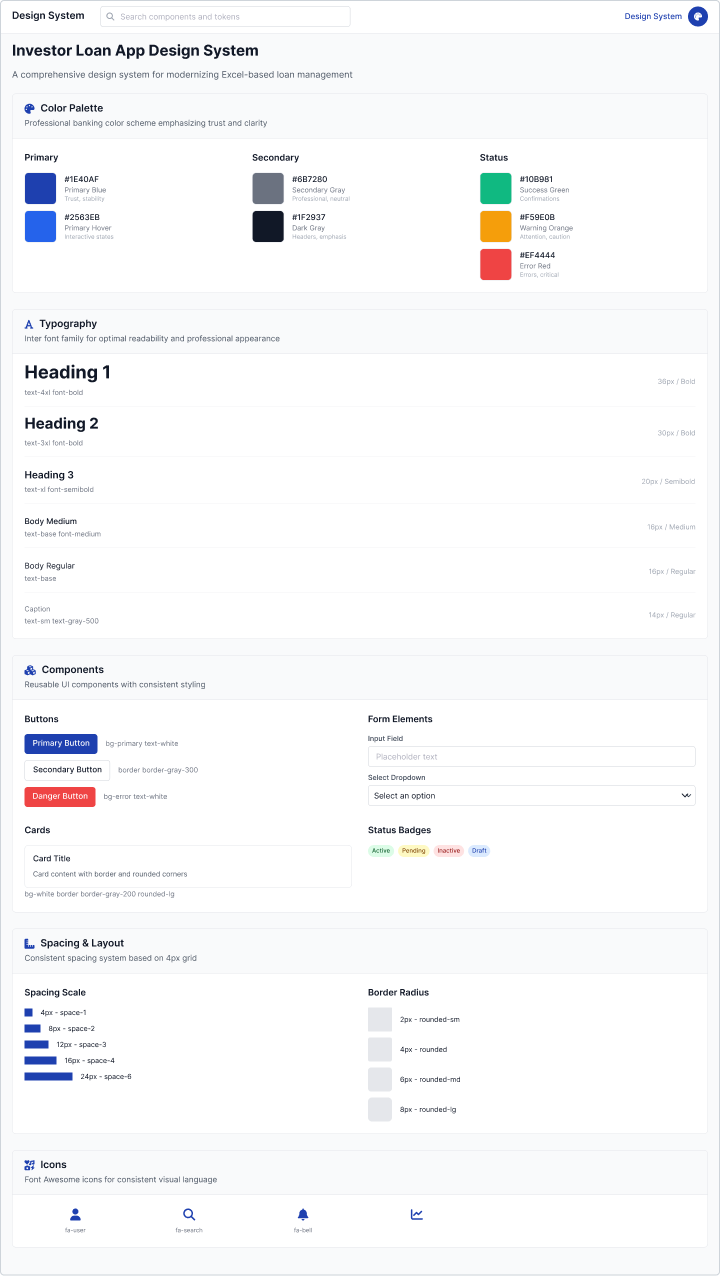 Design System
Search components and tokens
Design System
Investor Loan App Design System
A comprehensive design system for modernizing Excel-based loan management
Color Palette
Professional banking color scheme emphasizing trust and clarity
Primary
#1E40AF
Primary Blue
Trust, stability
#2563EB
Primary Hover
Interactive states
Secondary
#6B7280
Secondary Gray
Professional, neutral
#1F2937
Dark Gray
Headers, emphasis
Status
#10B981
Success Green
Confirmations
#F59E0B
Warning Orange
Attention, caution
#EF4444
Error Red
Errors, critical
Typography
Inter font family for optimal readability and professional appearance
Heading 1
text-4xl font-bold
36px / Bold
Heading 2
text-3xl font-bold
30px / Bold
Heading 3
text-xl font-semibold
20px / Semibold
Body Medium
text-base font-medium
16px / Medium
Body Regular
text-base
16px / Regular
Caption
text-sm text-gray-500
14px / Regular
Components
Reusable UI components with consistent styling
Buttons
Primary Button
bg-primary text-white
Secondary Button
border border-gray-300
Danger Button
bg-error text-white
Form Elements
Input Field
Placeholder text
Select Dropdown
Select an option
Cards
Card Title
Card content with border and rounded corners
bg-white border border-gray-200 rounded-lg
Status Badges
Active
Pending
Inactive
Draft
Spacing & Layout
Consistent spacing system based on 4px grid
Spacing Scale
4px - space-1
8px - space-2
12px - space-3
16px - space-4
24px - space-6
Border Radius
2px - rounded-sm
4px - rounded
6px - rounded-md
8px - rounded-lg
Icons
Font Awesome icons for consistent visual language
fa-user
fa-search
fa-bell